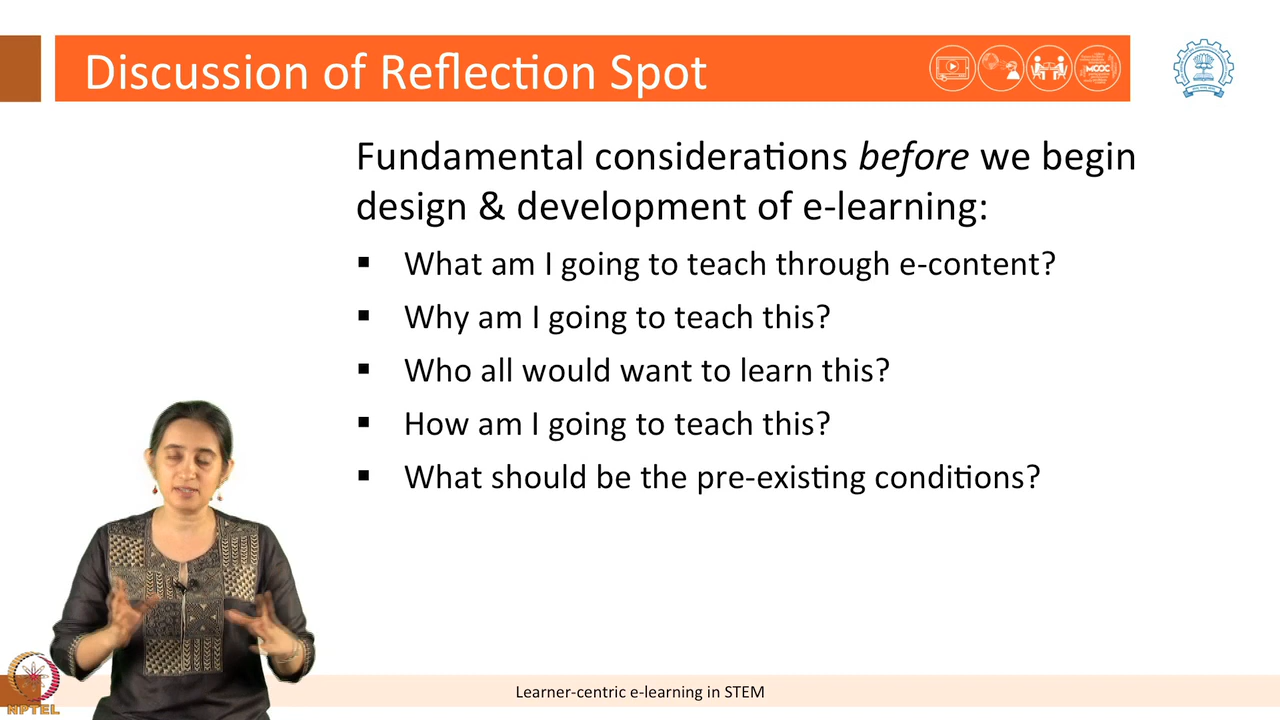 Discussion of Reflection Spot
MOOC
Fundamental considerations before we begin
design & development of e-learning:
▪ What am I going to teach through e-content?
▪ Why am I going to teach this?
▪ Who all would want to learn this?
▪ How am I going to teach this?
▪ What should be the pre-existing conditions?
Learner-centric e-learning in STEM
NPTEL